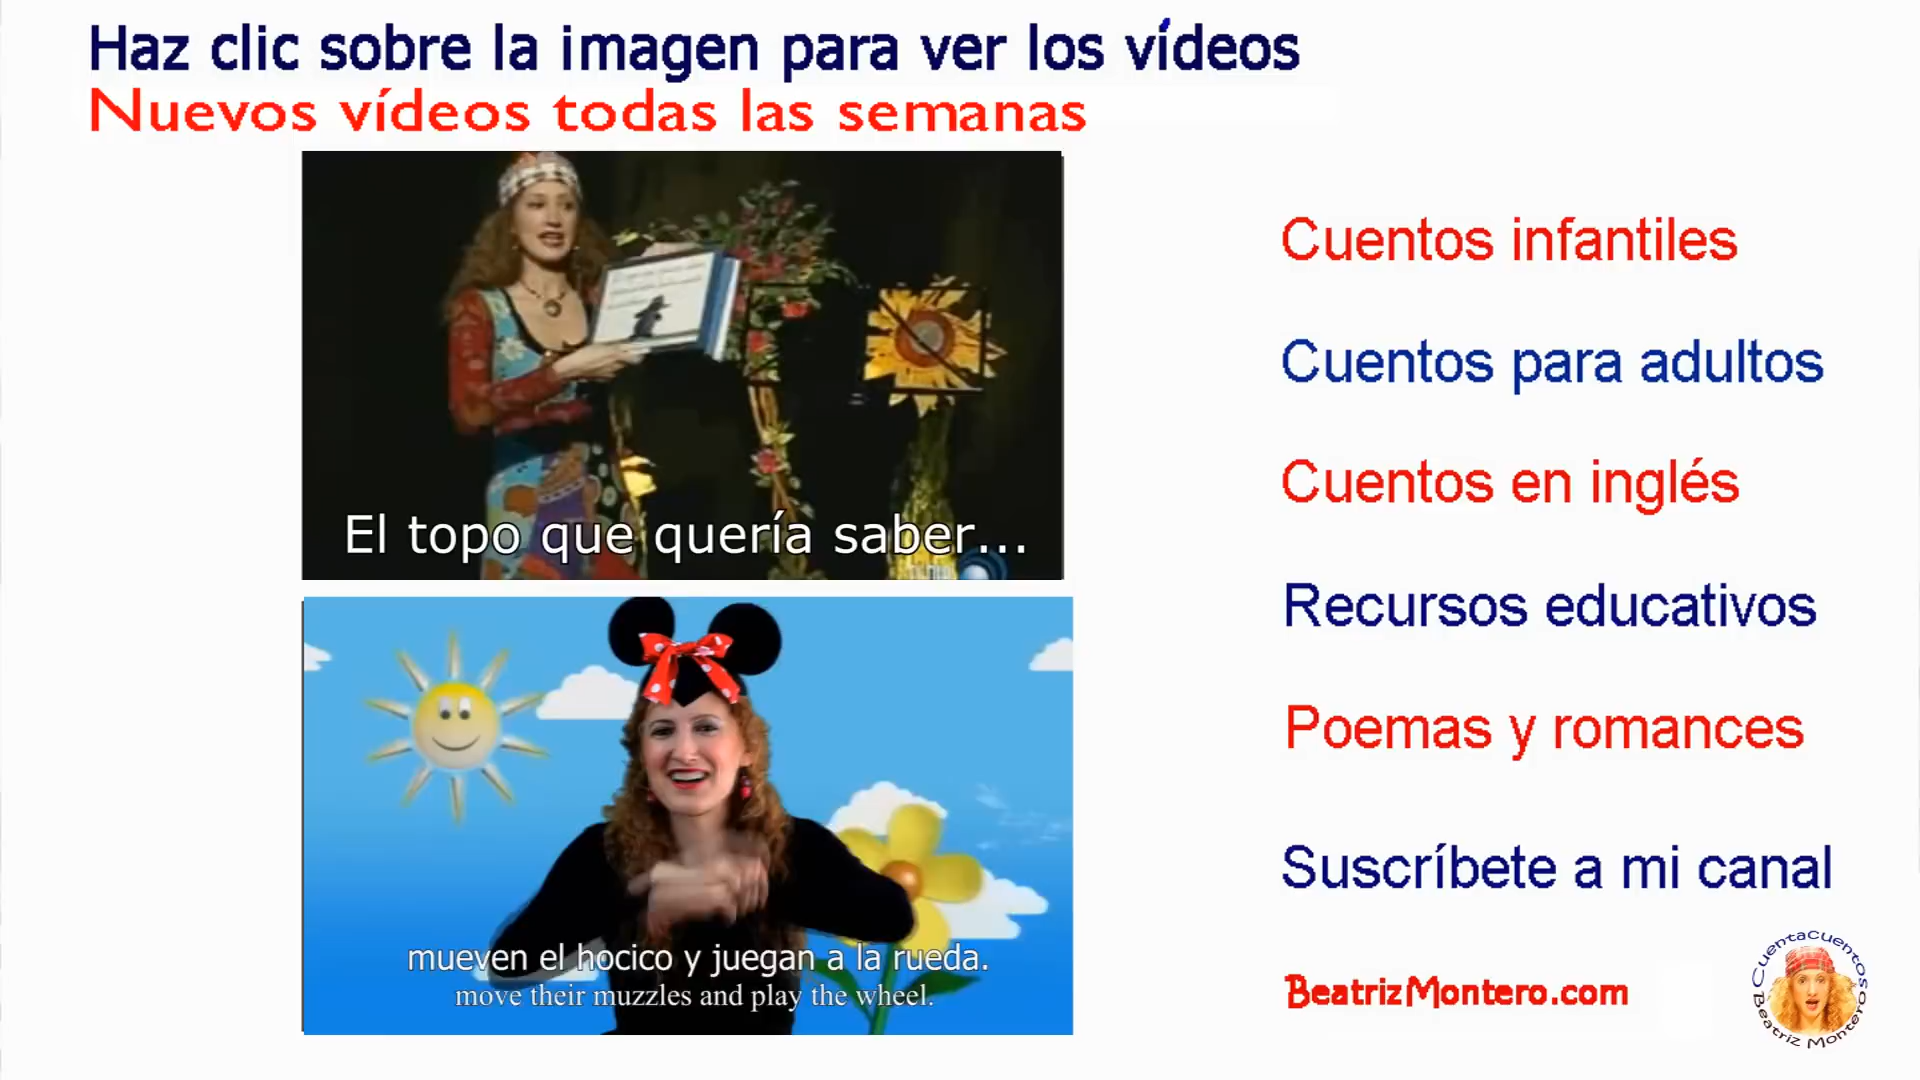 Haz clic sobre la imagen para ver los vídeos
Nuevos vídeos todas las semanas
El topo que quería saber...
mueven el hocico y juegan a la rueda.
move their muzzles and play the wheel.
Cuentos infantiles
Cuentos para adultos
Cuentos en inglés
Recursos educativos
Poemas y romances
Suscríbete a mi canal
BeatrizMontero.com
CuentaCuentos
Beatriz Montero